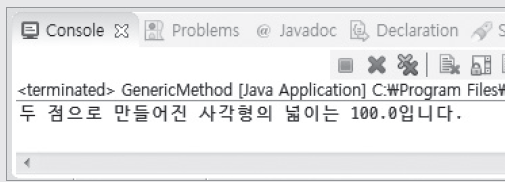 Console Problems @ Javadoc Declaration S
<terminated> GenericMethod [Java Application] C:₩Program Files₩
두 점으로 만들어진 사각형의 넓이는 100.0입니다.